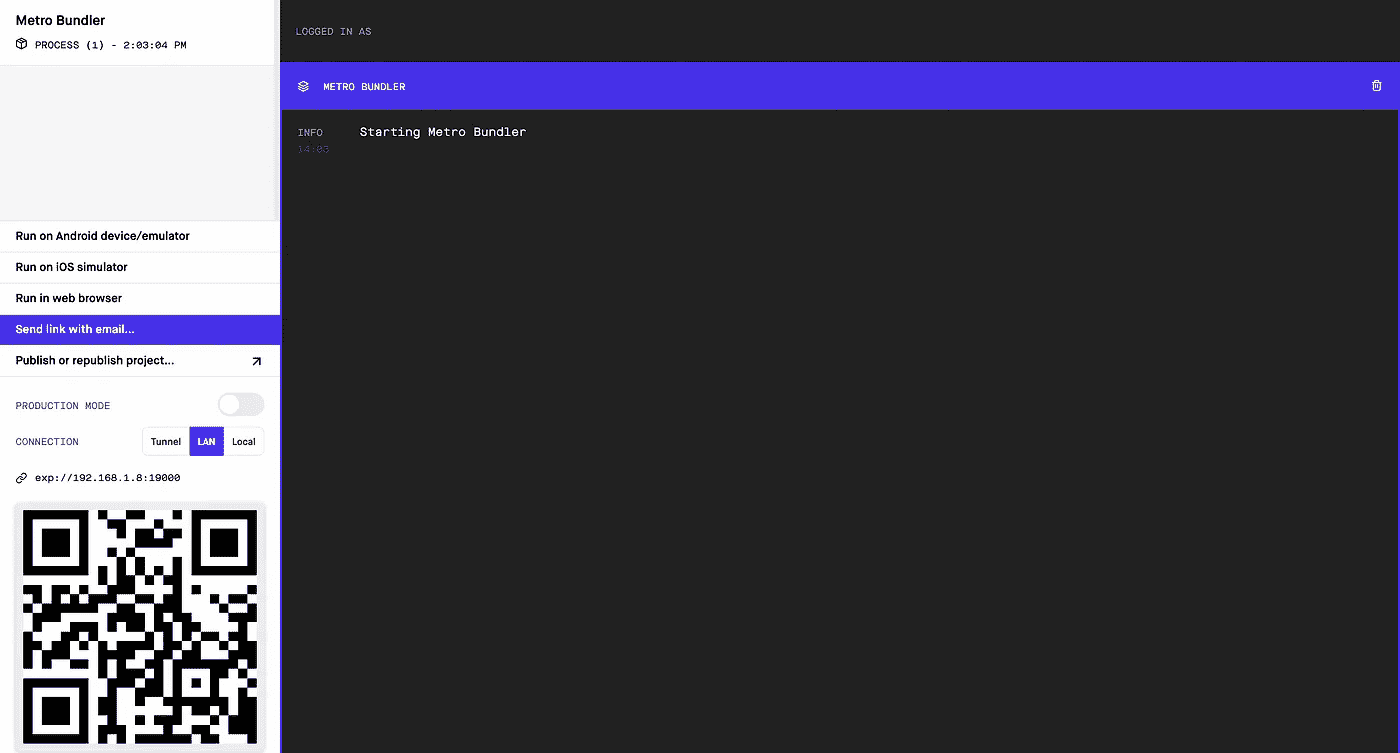 Metro Bundler
PROCESS (1) - 2:03:04 PM
Run on Android device/emulator
Run on iOS simulator
Run in web browser
Send link with email...
Publish or republish project...
PRODUCTION MODE
CONNECTION Tunnel LAN Local
exp://192.168.1.8:19000
LOGGED IN AS
METRO BUNDLER
INFO Starting Metro Bundler
14:03